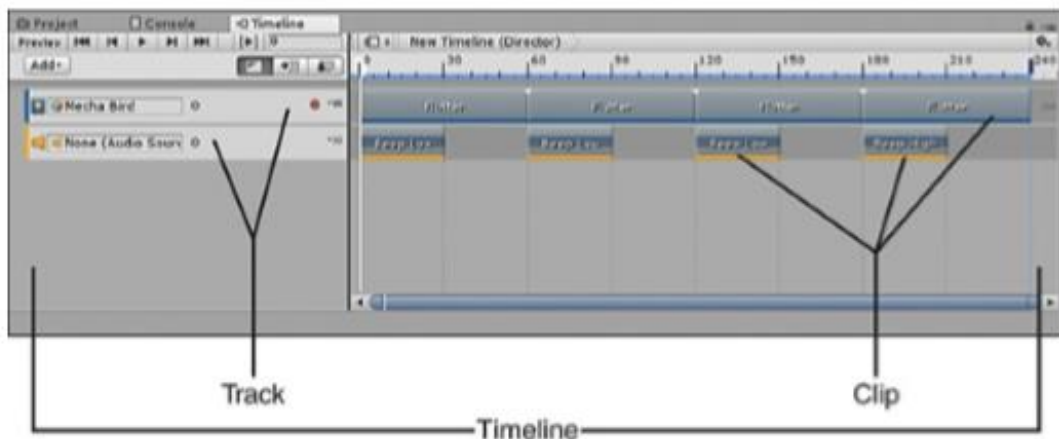 Project Console Timeline
Preview 0
Add New Timeline (Director)
0 30 60 90 120 150 180 210 240
Mecha Bird
None (Audio Sourc
Track
Clip
Timeline